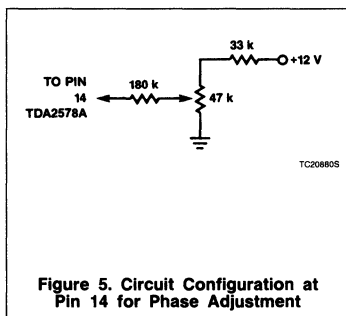 33 k
+12 V
TO PIN
14
TDA2578A
180 k
47 k
TC20880S
Figure 5. Circuit Configuration at
Pin 14 for Phase Adjustment